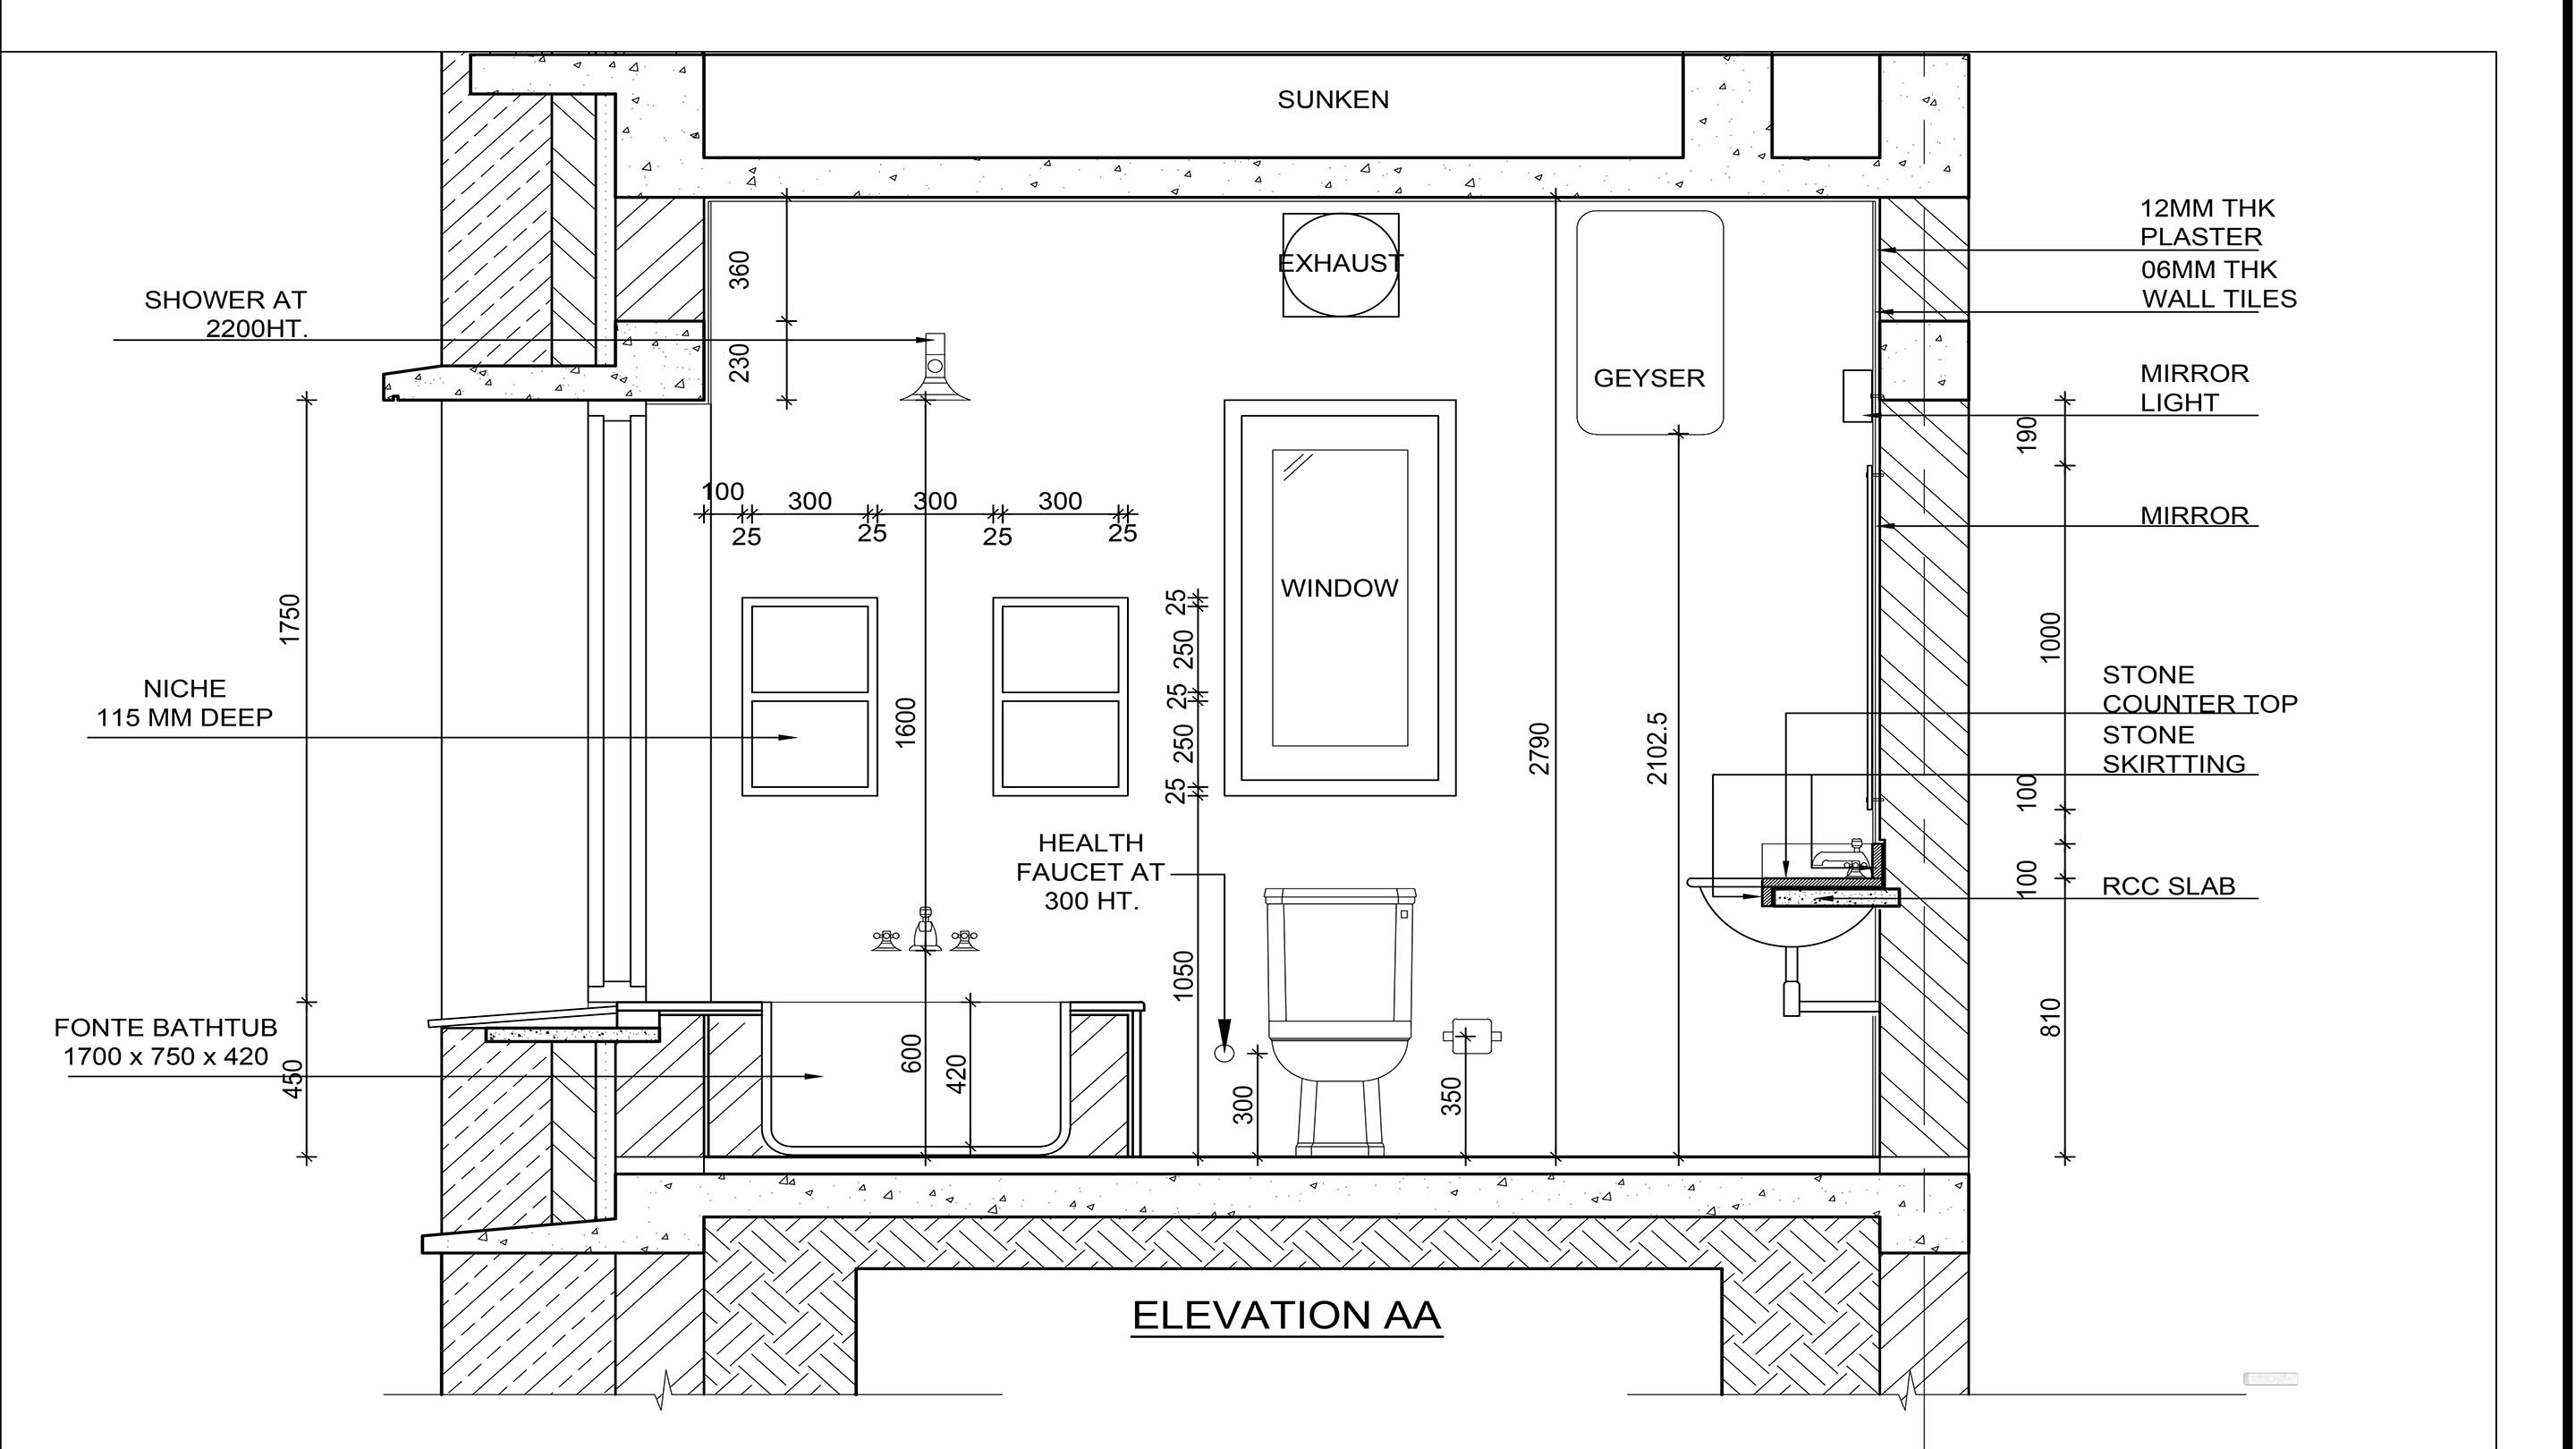 SUNKEN
12MM THK
PLASTER
06MM THK
WALL TILES
EXHAUST
360
SHOWER AT
2200HT.
230
GEYSER
MIRROR
LIGHT
190
100
300
300
300
25
25
25
25
MIRROR
WINDOW
25
250
25
250
25
1750
1000
NICHE
115 MM DEEP
1600
2790
2102.5
STONE
COUNTER TOP
STONE
SKIRTTING
100
HEALTH
FAUCET AT
300 HT.
100
RCC SLAB
1050
810
FONTE BATHTUB
1700 x 750 x 420
450
600
420
300
350
ELEVATION AA